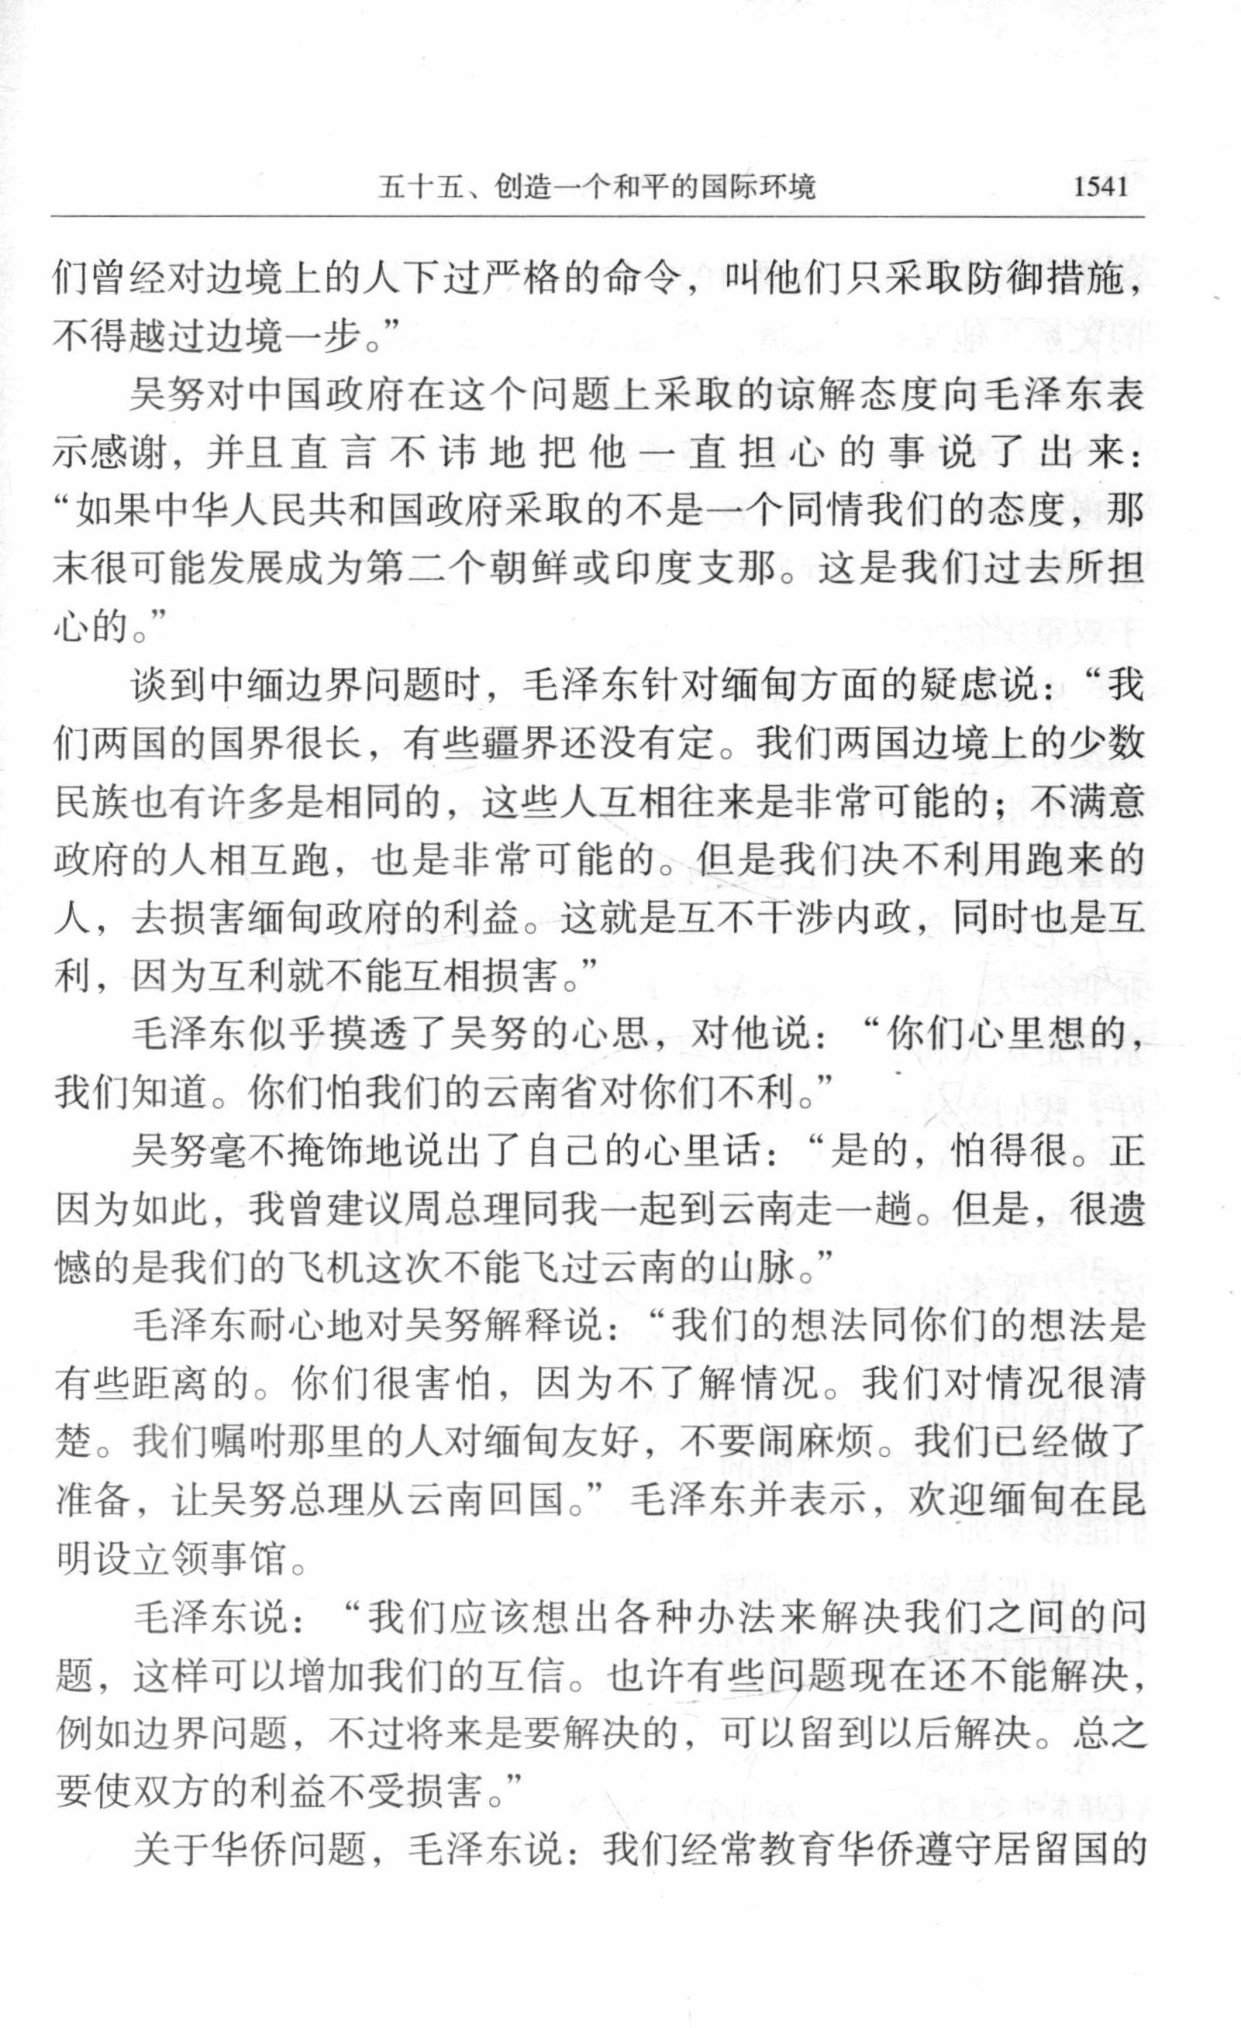 五十五、创造一个和平的国际环境 1541
们曾经对边境上的人下过严格的命令，叫他们只采取防御措施，
不得越过边境一步。”
吴努对中国政府在这个问题上采取的谅解态度向毛泽东表
示感谢，并且直言不讳地把他一直担心的事说了出来：
“如果中华人民共和国政府采取的不是一个同情我们的态度，那
末很可能发展成为第二个朝鲜或印度支那。这是我们过去所担
心的。”
谈到中缅边界问题时，毛泽东针对缅甸方面的疑虑说：“我
们两国的国界很长，有些疆界还没有定。我们两国边境上的少数
民族也有许多是相同的，这些人互相往来是非常可能的；不满意
政府的人相互跑，也是非常可能的。但是我们决不利用跑来的
人，去损害缅甸政府的利益。这就是互不干涉内政，同时也是互
利，因为互利就不能互相损害。”
毛泽东似乎摸透了吴努的心思，对他说：“你们心里想的，
我们知道。你们怕我们的云南省对你们不利。”
吴努毫不掩饰地说出了自己的心里话：“是的，怕得很。正
因为如此，我曾建议周总理同我一起到云南走一趟。但是，很遗
憾的是我们的飞机这次不能飞过云南的山脉。”
毛泽东耐心地对吴努解释说：“我们的想法同你们的想法是
有些距离的。你们很害怕，因为不了解情况。我们对情况很清
楚。我们嘱咐那里的人对缅甸友好，不要闹麻烦。我们已经做了
准备，让吴努总理从云南回国。”毛泽东并表示，欢迎缅甸在昆
明设立领事馆。
毛泽东说：“我们应该想出各种办法来解决我们之间的问
题，这样可以增加我们的互信。也许有些问题现在还不能解决，
例如边界问题，不过将来是要解决的，可以留到以后解决。总之
要使双方的利益不受损害。”
关于华侨问题，毛泽东说：我们经常教育华侨遵守居留国的